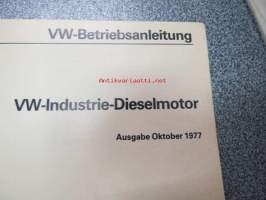 VW-Betriebsanleitung
antikvariaatti.net
VW-Industrie-Dieselmotor
Ausgabe Oktober 1977